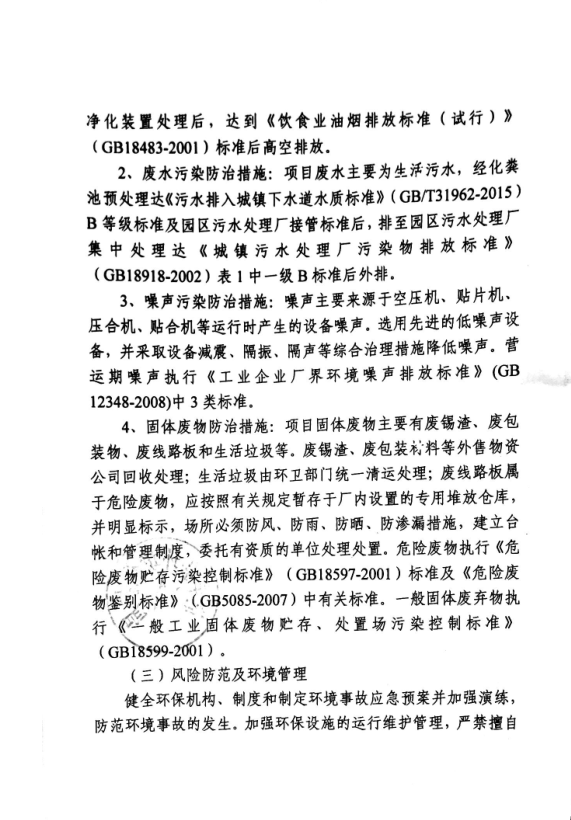 净化装置处理后，达到《饮食业油烟排放标准（试行）》
（GB18483-2001）标准后高空排放。
2、废水污染防治措施：项目废水主要为生活污水，经化粪
池预处理达《污水排入城镇下水道水质标准》（GB/T31962-2015）
B 等级标准及园区污水处理厂接管标准后，排至园区污水处理厂
集中处理达《城镇污水处理厂污染物排放标准》
（GB18918-2002）表 1 中一级 B 标准后外排。
3、噪声污染防治措施：噪声主要来源于空压机、贴片机、
压合机、贴合机等运行时产生的设备噪声。选用先进的低噪声设
备，并采取设备减震、隔振、隔声等综合治理措施降低噪声。营
运期噪声执行《工业企业厂界环境噪声排放标准》(GB
12348-2008)中 3 类标准。
4、固体废物防治措施：项目固体废物主要有废锡渣、废包
装物、废线路板和生活垃圾等。废锡渣、废包装材料等外售物资
公司回收处理；生活垃圾由环卫部门统一清运处理；废线路板属
于危险废物，应按照有关规定暂存于厂内设置的专用堆放仓库，
并明显标示，场所必须防风、防雨、防晒、防渗漏措施，建立台
帐和管理制度，委托有资质的单位处理处置。危险废物执行《危
险废物贮存污染控制标准》（GB18597-2001）标准及《危险废
物鉴别标准》（GB5085-2007）中有关标准。一般固体废弃物执
行《一般工业固体废物贮存、处置场污染控制标准》
（GB18599-2001）。
（三）风险防范及环境管理
健全环保机构、制度和制定环境事故应急预案并加强演练，
防范环境事故的发生。加强环保设施的运行维护管理，严禁擅自